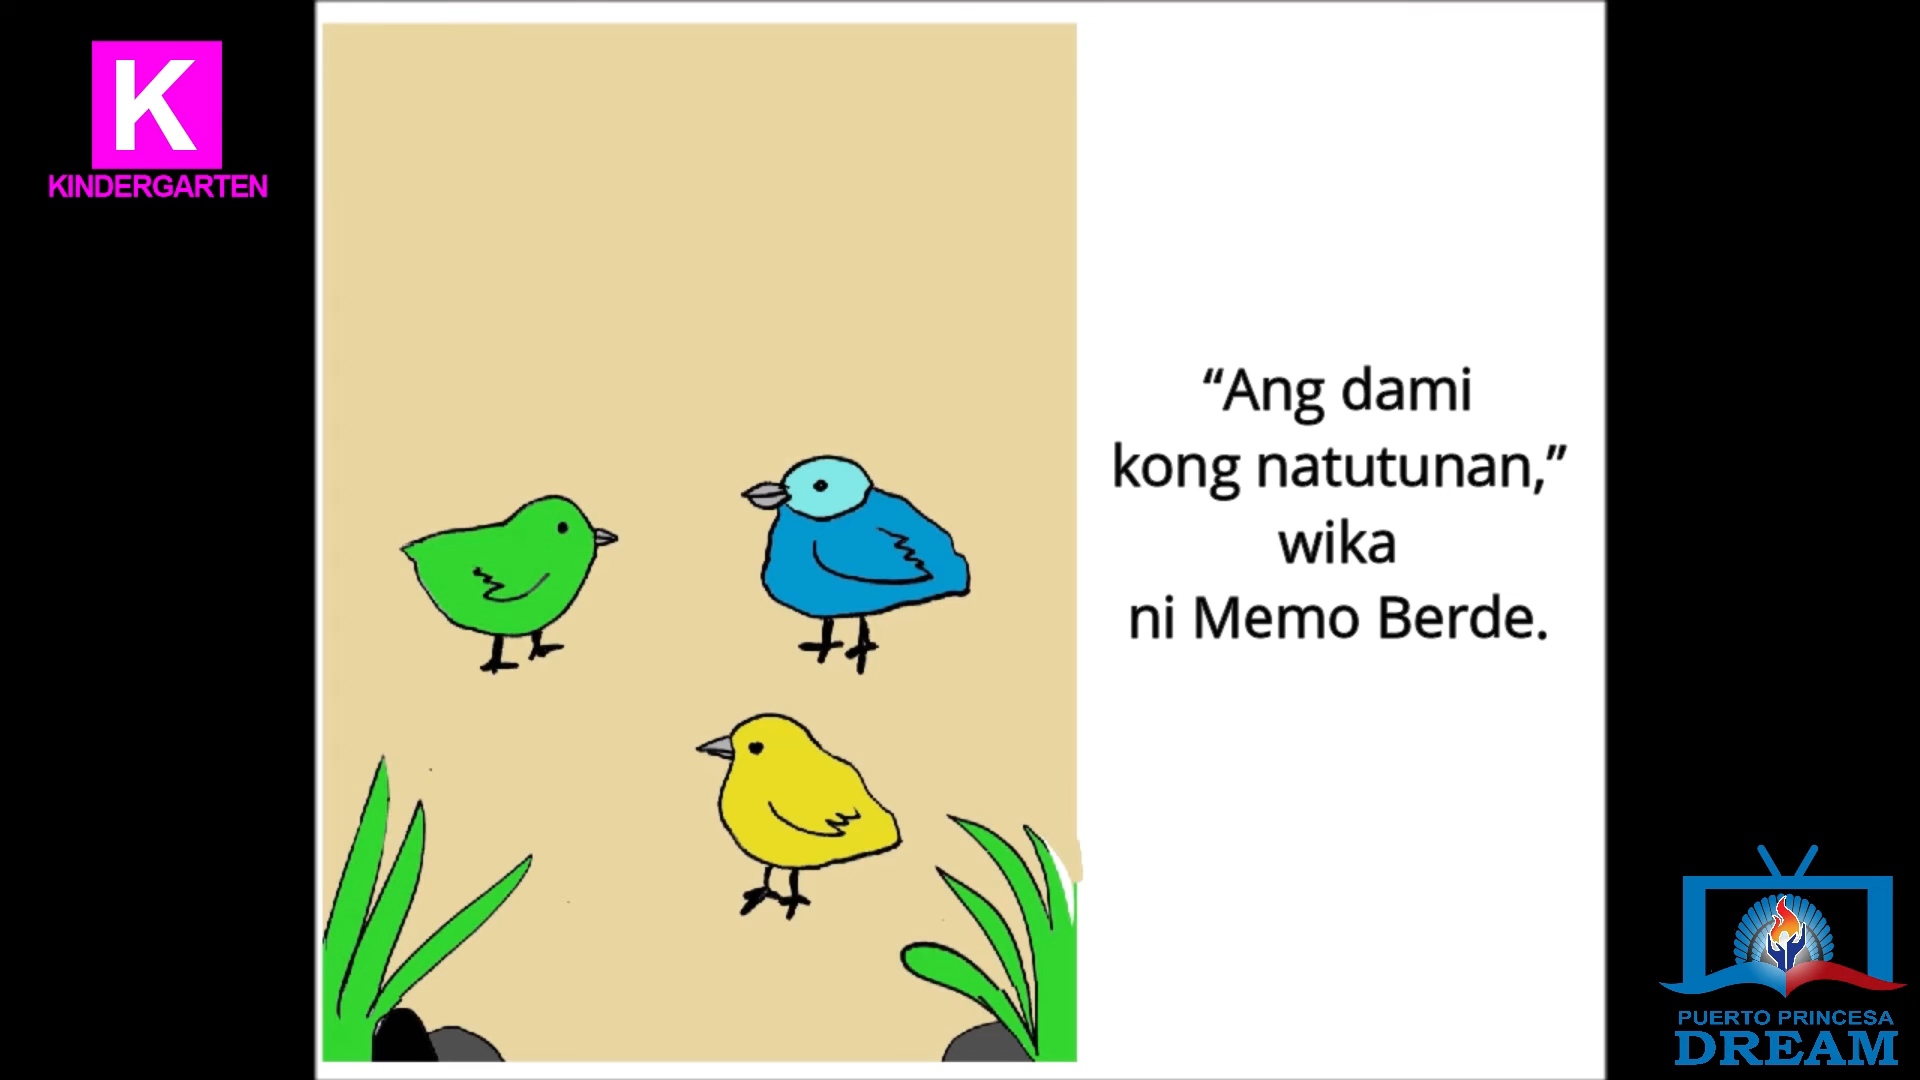 K
KINDERGARTEN
“Ang dami
kong natutunan,”
wika
ni Memo Berde.
PUERTO PRINCESA
DREAM